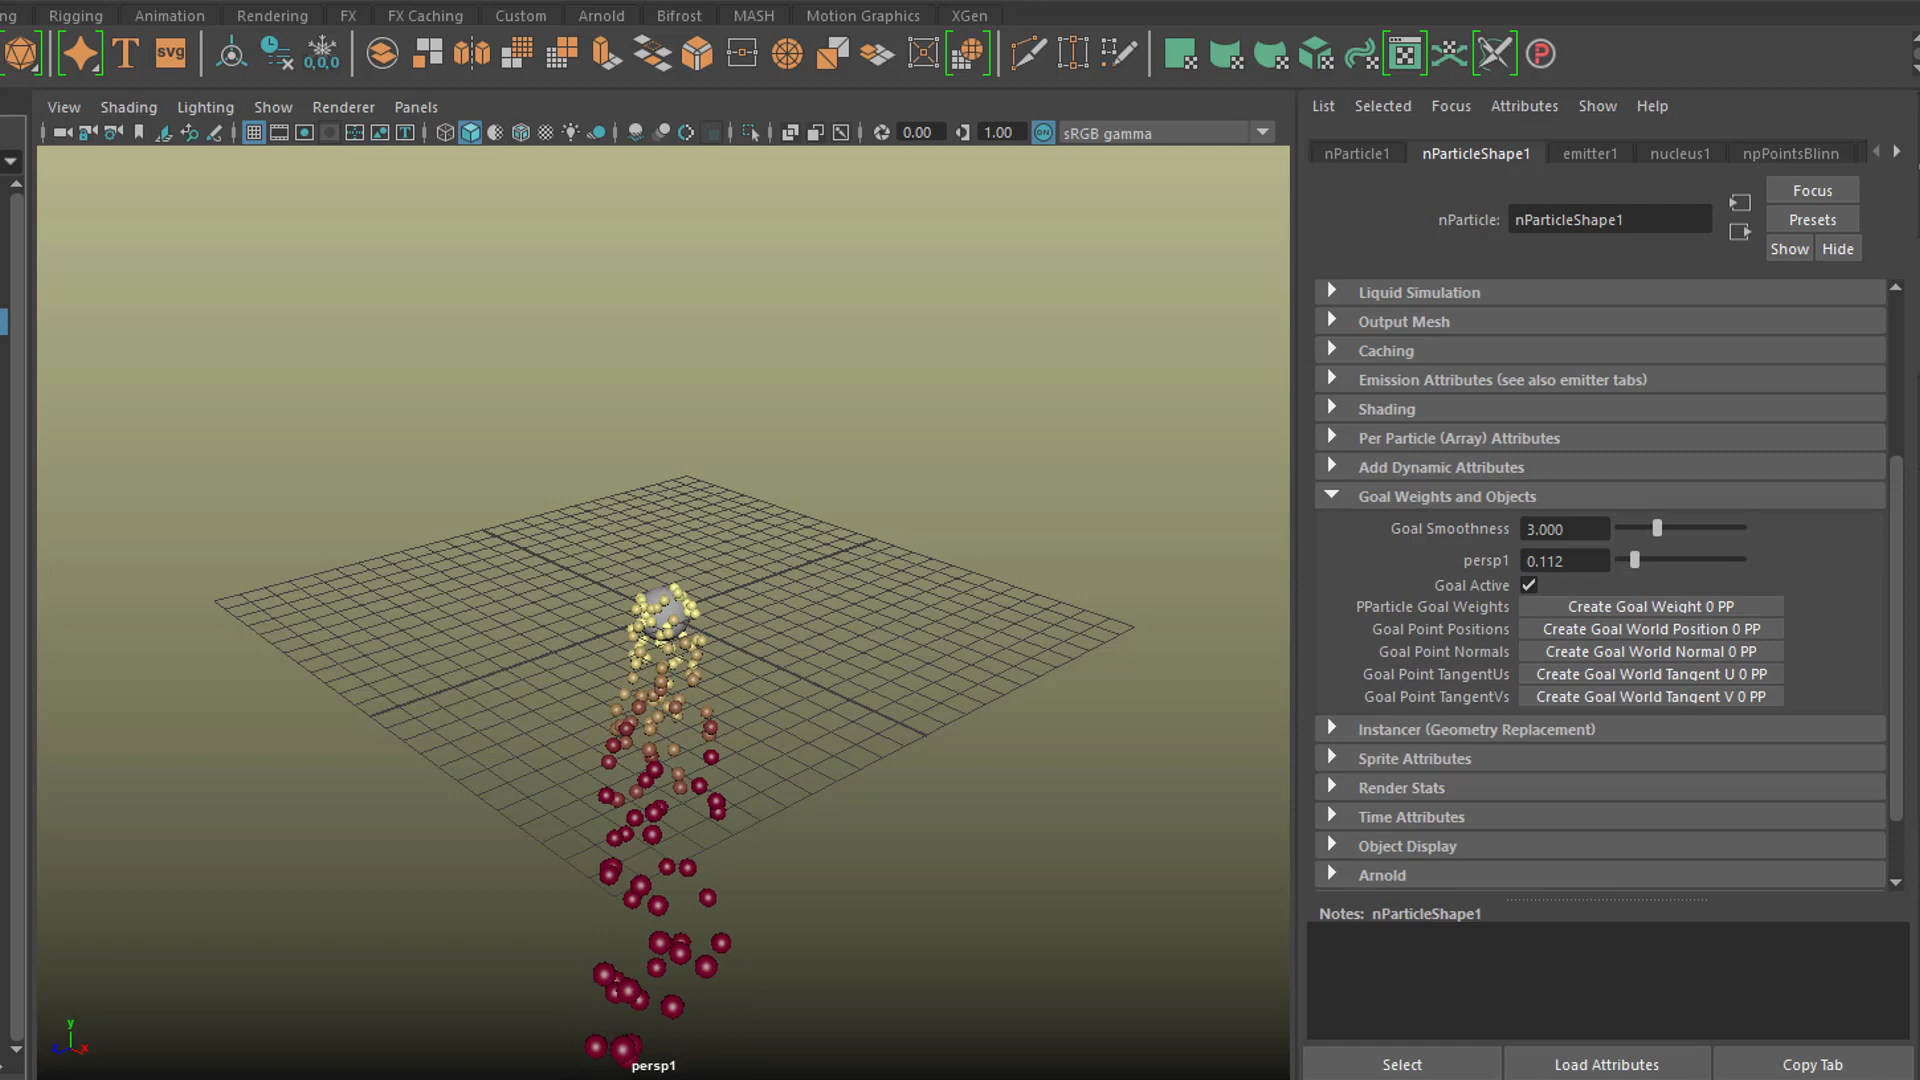 ng Rigging Animation Rendering FX FX Caching Custom Arnold Bifrost MASH Motion Graphics XGen
T svg 0,0,0 P
View Shading Lighting Show Renderer Panels
T 0.00 1.00 ON sRGB gamma
List Selected Focus Attributes Show Help
nParticle1 nParticleShape1 emitter1 nucleus1 npPointsBlinn
nParticle: nParticleShape1
Focus
Presets
Show Hide
Liquid Simulation
Output Mesh
Caching
Emission Attributes (see also emitter tabs)
Shading
Per Particle (Array) Attributes
Add Dynamic Attributes
Goal Weights and Objects
Goal Smoothness 3.000
persp1 0.112
Goal Active
PParticle Goal Weights Create Goal Weight 0 PP
Goal Point Positions Create Goal World Position 0 PP
Goal Point Normals Create Goal World Normal 0 PP
Goal Point TangentUs Create Goal World Tangent U 0 PP
Goal Point TangentVs Create Goal World Tangent V 0 PP
Instancer (Geometry Replacement)
Sprite Attributes
Render Stats
Time Attributes
Object Display
Arnold
Notes: nParticleShape1
Select Load Attributes Copy Tab
y
z x
persp1